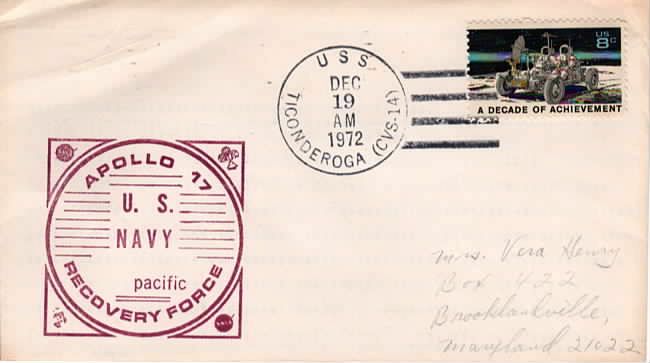 U S S
DEC
19
AM
1972
TICONDEROGA (CVS-14)
US
8c
A DECADE OF ACHIEVEMENT
APOLLO 17
U. S.
NAVY
pacific
RECOVERY FORCE
Mrs. Vera Henry
Box 422
Brooklandville,
Maryland 21022